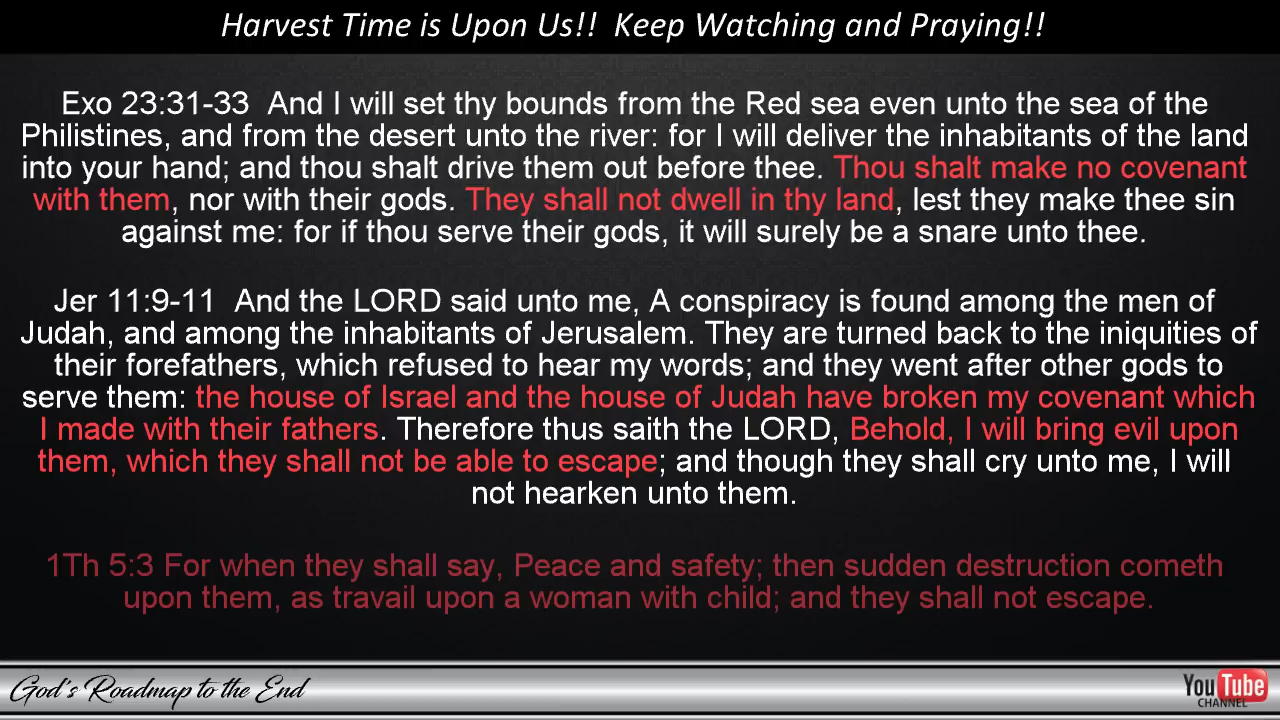 Harvest Time is Upon Us!!  Keep Watching and Praying!!
Exo 23:31-33  And I will set thy bounds from the Red sea even unto the sea of the
Philistines, and from the desert unto the river: for I will deliver the inhabitants of the land
into your hand; and thou shalt drive them out before thee. Thou shalt make no covenant
with them, nor with their gods. They shall not dwell in thy land, lest they make thee sin
against me: for if thou serve their gods, it will surely be a snare unto thee.
Jer 11:9-11  And the LORD said unto me, A conspiracy is found among the men of
Judah, and among the inhabitants of Jerusalem. They are turned back to the iniquities of
their forefathers, which refused to hear my words; and they went after other gods to
serve them: the house of Israel and the house of Judah have broken my covenant which
I made with their fathers. Therefore thus saith the LORD, Behold, I will bring evil upon
them, which they shall not be able to escape; and though they shall cry unto me, I will
not hearken unto them.
1Th 5:3 For when they shall say, Peace and safety; then sudden destruction cometh
upon them, as travail upon a woman with child; and they shall not escape.
God's Roadmap to the End
YouTube
CHANNEL